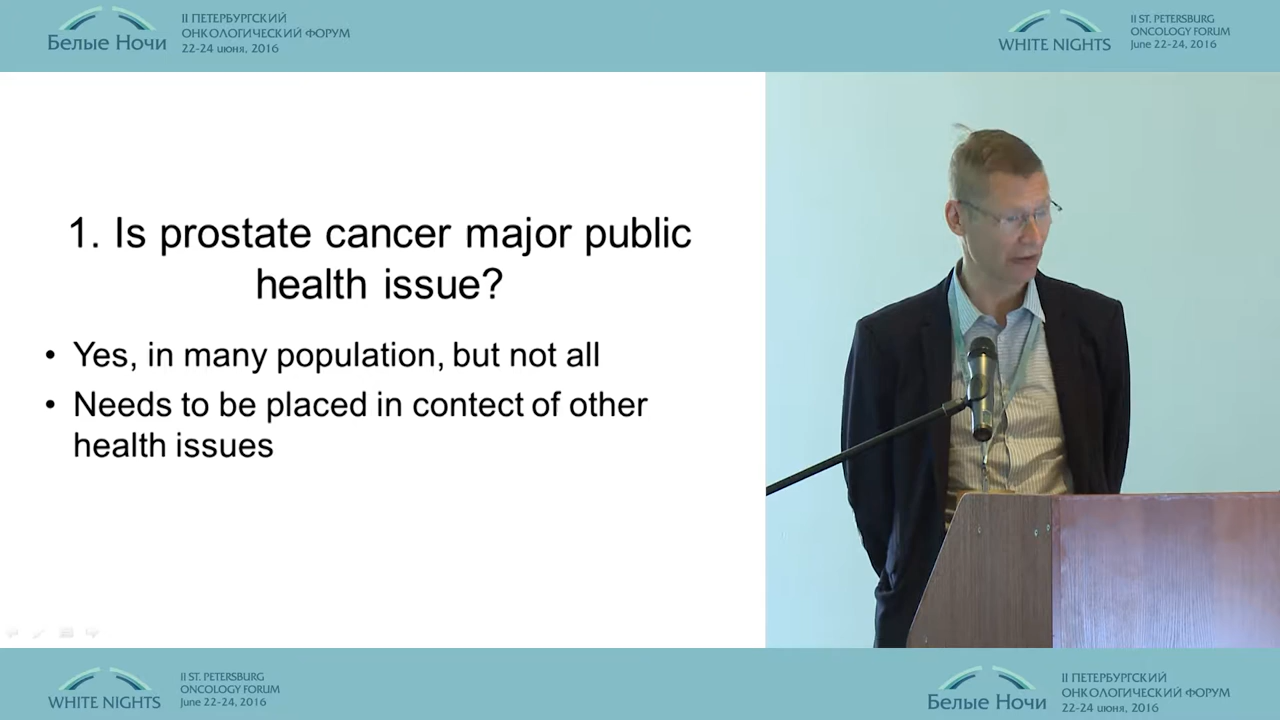 Белые Ночи
II ПЕТЕРБУРГСКИЙ
ОНКОЛОГИЧЕСКИЙ ФОРУМ
22-24 июня, 2016
WHITE NIGHTS
II ST. PETERSBURG
ONCOLOGY FORUM
June 22-24, 2016
1. Is prostate cancer major public
health issue?
• Yes, in many population, but not all
• Needs to be placed in contect of other
health issues
WHITE NIGHTS
II ST. PETERSBURG
ONCOLOGY FORUM
June 22-24, 2016
Белые Ночи
II ПЕТЕРБУРГСКИЙ
ОНКОЛОГИЧЕСКИЙ ФОРУМ
22-24 июня, 2016